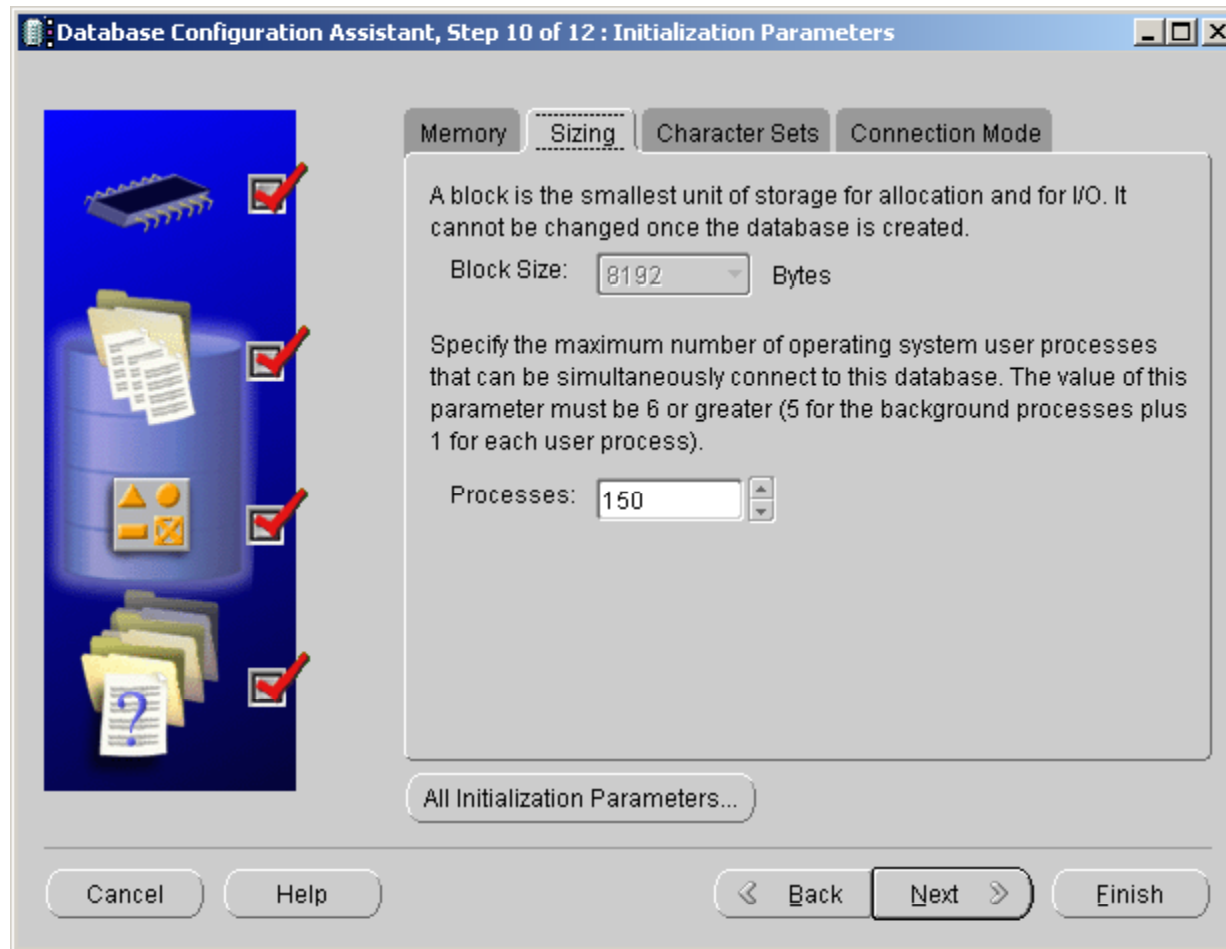 Database Configuration Assistant, Step 10 of 12 : Initialization Parameters
Memory
Sizing
Character Sets
Connection Mode
A block is the smallest unit of storage for allocation and for I/O. It
cannot be changed once the database is created.
Block Size: 8192 Bytes
Specify the maximum number of operating system user processes
that can be simultaneously connect to this database. The value of this
parameter must be 6 or greater (5 for the background processes plus
1 for each user process).
Processes: 150
?
All Initialization Parameters...
Cancel
Help
Back
Next
Finish